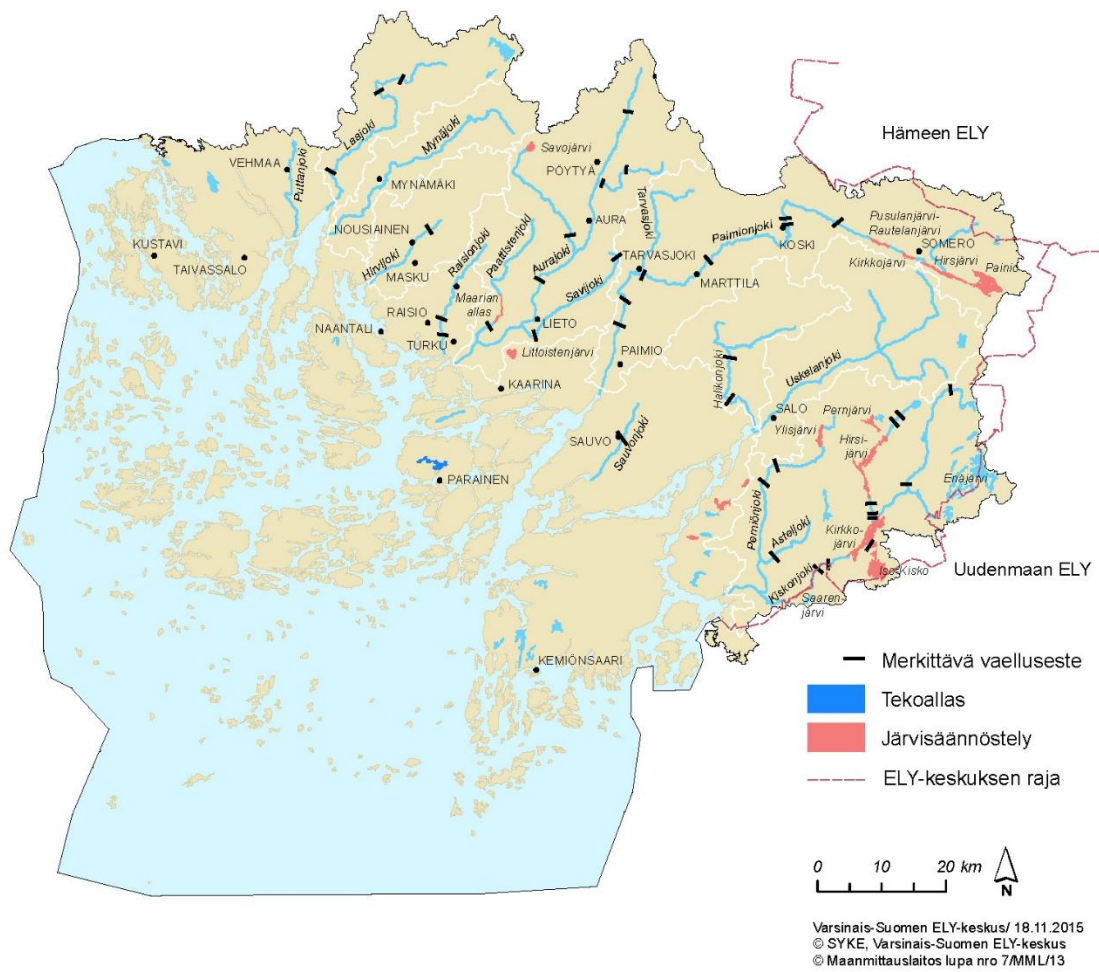 Hämeen ELY
Laajoki
Mynäjoki
Savojärvi
VEHMAA
Puttanjoki
MYNÄMÄKI
PÖYTYÄ
Tarvasjoki
NOUSIAINEN
AURA
Paimionjoki
KOSKI
Pusulanjärvi-
Rautelanjärvi
SOMERO
KUSTAVI
TAIVASSALO
Hirvijoki
MASKU
Raisionjoki
Paattistenjoki
Aurajoki
TARVASJOKI
Kirkkojärvi
Hirsjärvi
Painio
MARTTILA
Savijoki
Maarian
allas
RAISIO
NAANTALI
TURKU
LIETO
Littoistenjärvi
PAIMIO
KAARINA
Halikonjoki
Uskelanjoki
SALO
Ylisjärvi
Pernjärvi
Hirsi-
järvi
SAUVO
Sauvonjoki
PARAINEN
Enäjärvi
Perniönjoki
Asteljoki
Kirkko-
järvi
Kiskonjoki
Iso-Kisko
Saaren-
järvi
Uudenmaan ELY
KEMIÖNSAARI
Merkittävä vaelluseste
Tekoallas
Järvisäännöstely
ELY-keskuksen raja
0 10 20 km
N
Varsinais-Suomen ELY-keskus/ 18.11.2015
© SYKE, Varsinais-Suomen ELY-keskus
© Maanmittauslaitos lupa nro 7/MML/13